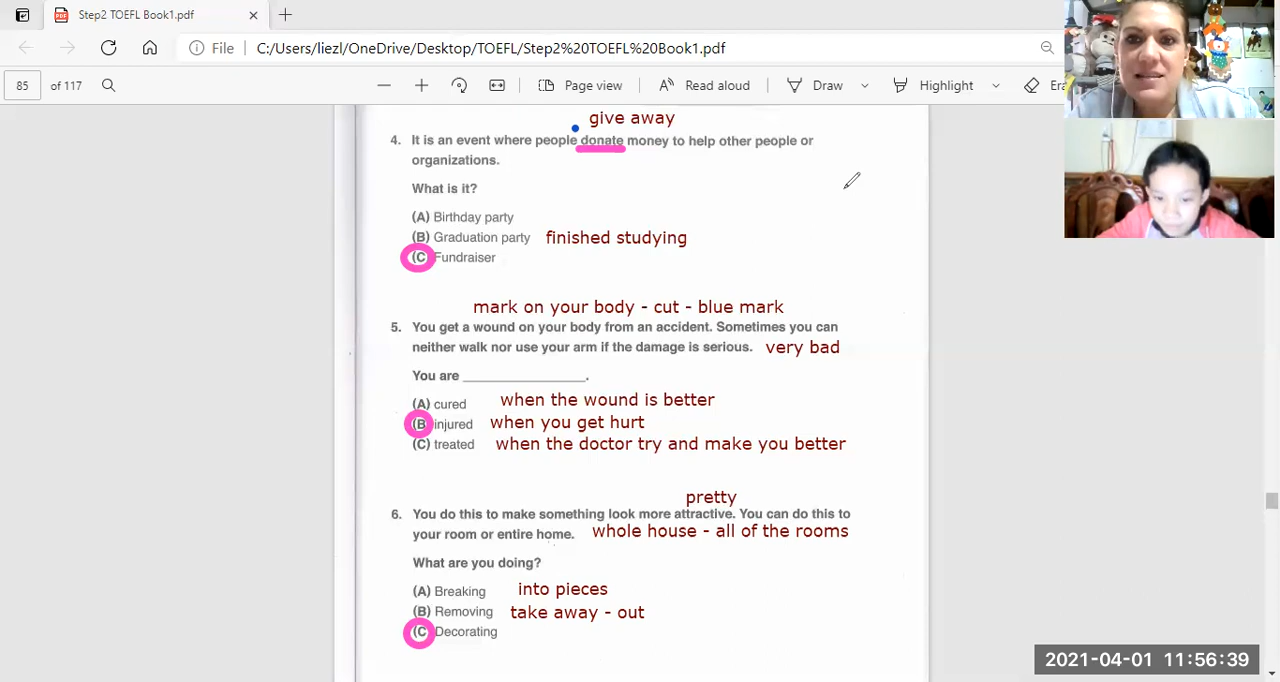 Step2 TOEFL Book1.pdf
File C:/Users/liezl/OneDrive/Desktop/TOEFL/Step2%20TOEFL%20Book1.pdf
85 of 117 Page view Read aloud Draw Highlight Era
give away
4. It is an event where people donate money to help other people or
organizations.
What is it?
(A) Birthday party
(B) Graduation party finished studying
(C Fundraiser
mark on your body - cut - blue mark
5. You get a wound on your body from an accident. Sometimes you can
neither walk nor use your arm if the damage is serious. very bad
You are ________________.
(A) cured when the wound is better
(B injured when you get hurt
(C) treated when the doctor try and make you better
pretty
6. You do this to make something look more attractive. You can do this to
your room or entire home. whole house - all of the rooms
What are you doing?
(A) Breaking into pieces
(B) Removing take away - out
(C Decorating
2021-04-01 11:56:39